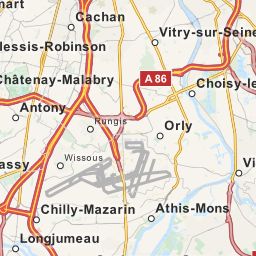 mart
Cachan
lessis-Robinson
Vitry-sur-Seine
Châtenay-Malabry
A 86
Choisy-le
Antony
Rungis
Orly
assy
Wissous
Vi
Chilly-Mazarin
Athis-Mons
Longjumeau